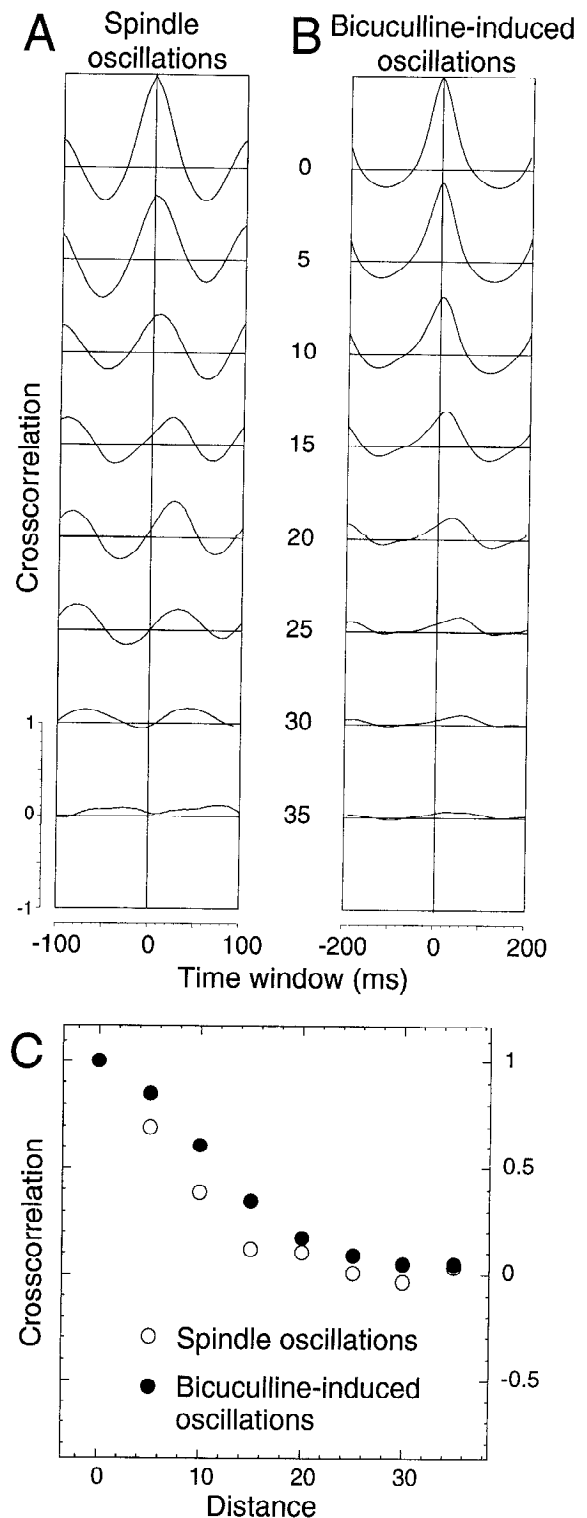 A
Spindle
oscillations
B
Bicuculline-induced
oscillations
0
5
10
15
20
25
30
35
Crosscorrelation
1
0
-1
-100 0 100
-200 0 200
Time window (ms)
C
Crosscorrelation
1
0.5
0
-0.5
Spindle oscillations
Bicuculline-induced
oscillations
0 10 20 30
Distance